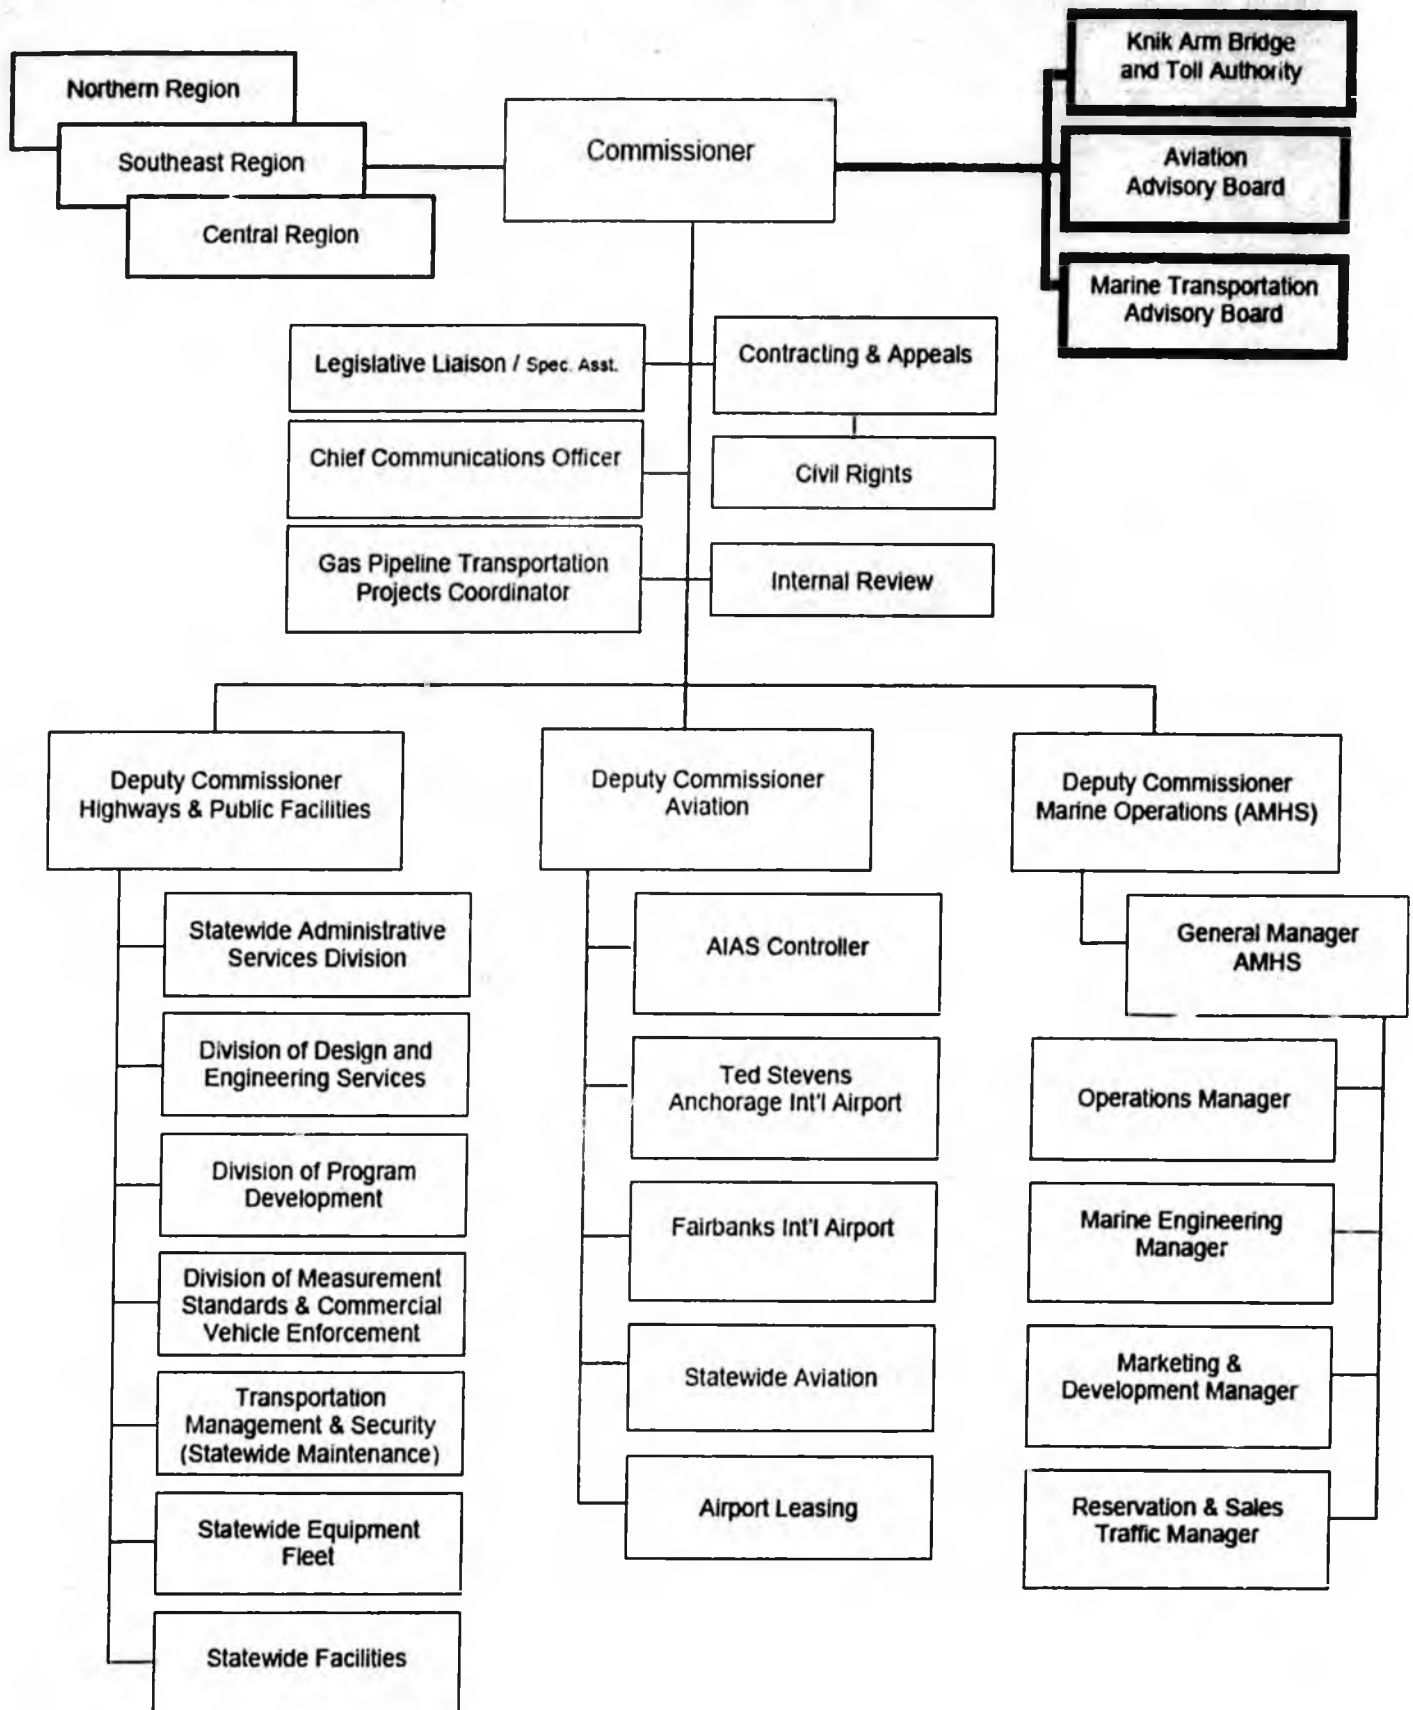 Northern Region
Southeast Region
Central Region
Commissioner
Knik Arm Bridge
and Toll Authority
Aviation
Advisory Board
Marine Transportation
Advisory Board
Legislative Liaison / Spec. Asst.
Contracting & Appeals
Chief Communications Officer
Civil Rights
Gas Pipeline Transportation
Projects Coordinator
Internal Review
Deputy Commissioner
Highways & Public Facilities
Statewide Administrative
Services Division
Division of Design and
Engineering Services
Division of Program
Development
Division of Measurement
Standards & Commercial
Vehicle Enforcement
Transportation
Management & Security
(Statewide Maintenance)
Statewide Equipment
Fleet
Statewide Facilities
Deputy Commissioner
Aviation
AIAS Controller
Ted Stevens
Anchorage Int'l Airport
Fairbanks Int'l Airport
Statewide Aviation
Airport Leasing
Deputy Commissioner
Marine Operations (AMHS)
General Manager
AMHS
Operations Manager
Marine Engineering
Manager
Marketing &
Development Manager
Reservation & Sales
Traffic Manager